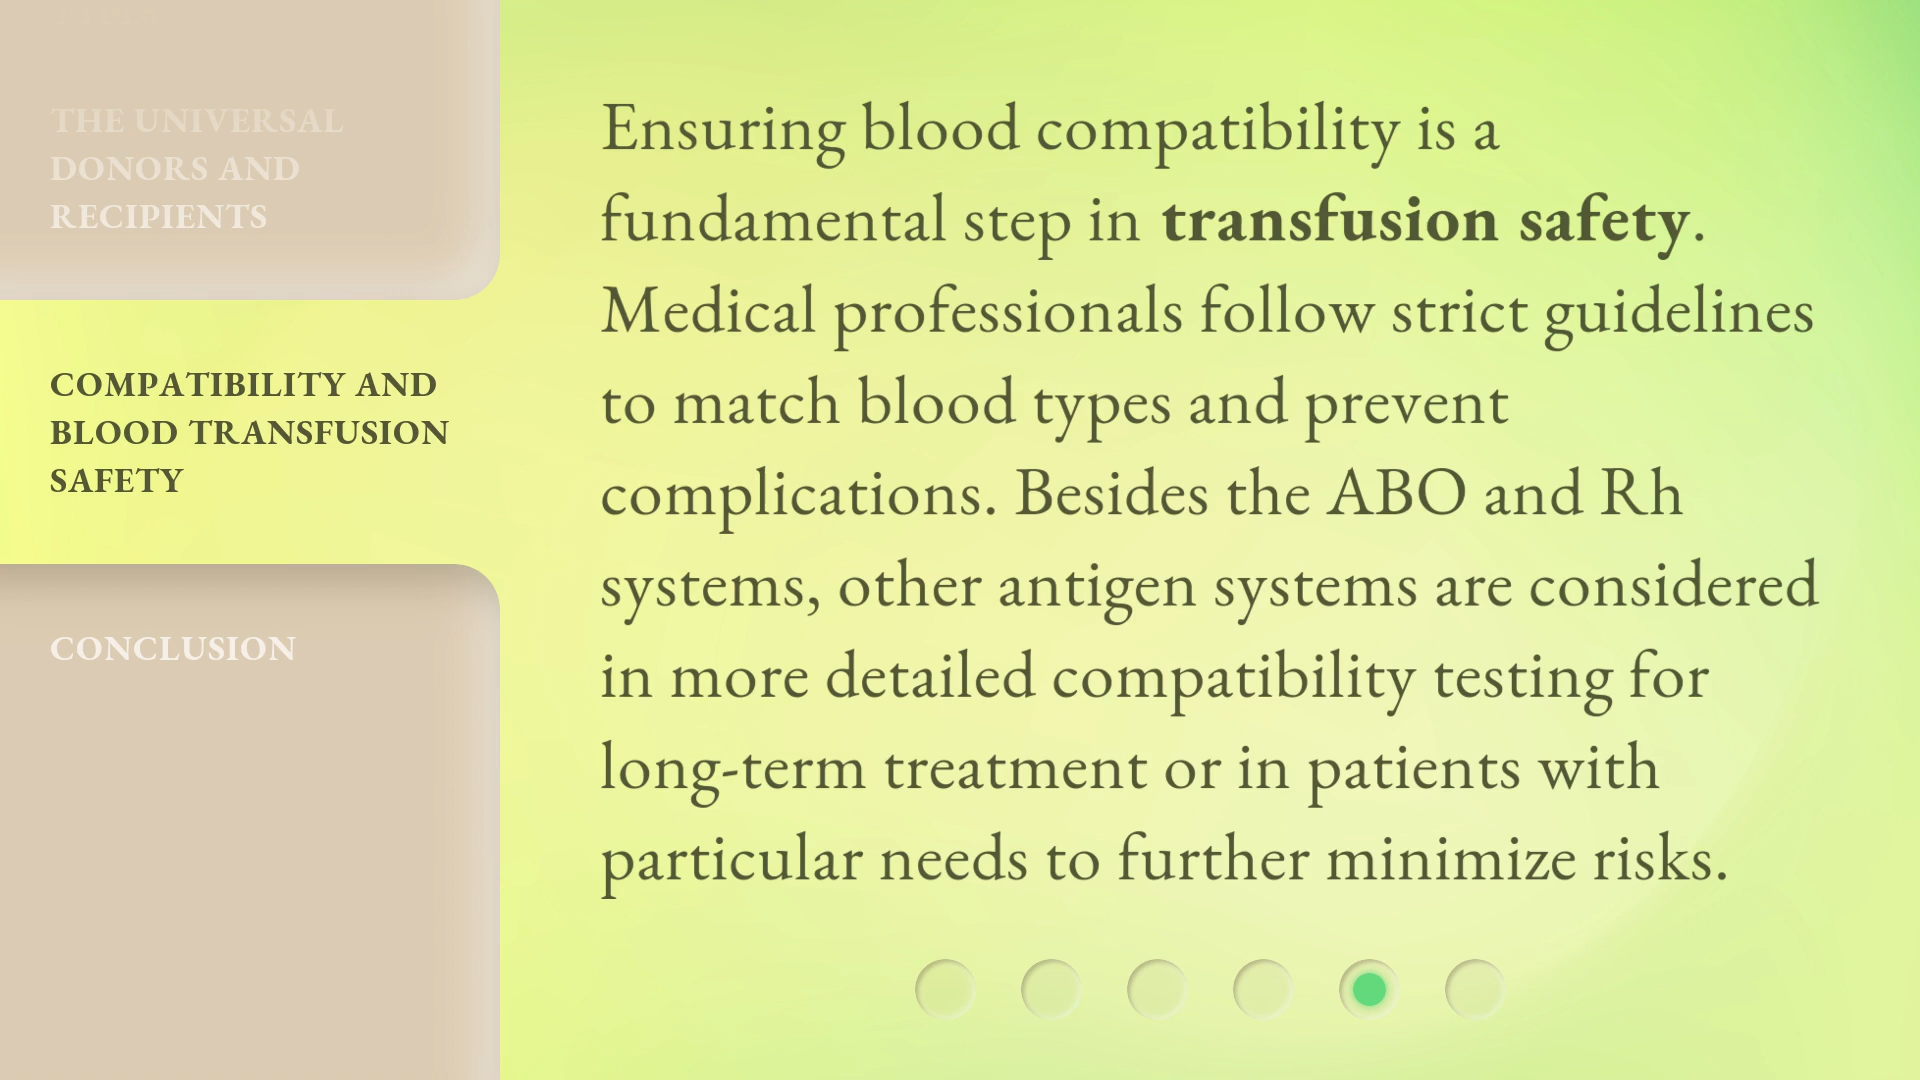 THE UNIVERSAL
DONORS AND
RECIPIENTS
COMPATIBILITY AND
BLOOD TRANSFUSION
SAFETY
CONCLUSION
Ensuring blood compatibility is a
fundamental step in transfusion safety.
Medical professionals follow strict guidelines
to match blood types and prevent
complications. Besides the ABO and Rh
systems, other antigen systems are considered
in more detailed compatibility testing for
long-term treatment or in patients with
particular needs to further minimize risks.